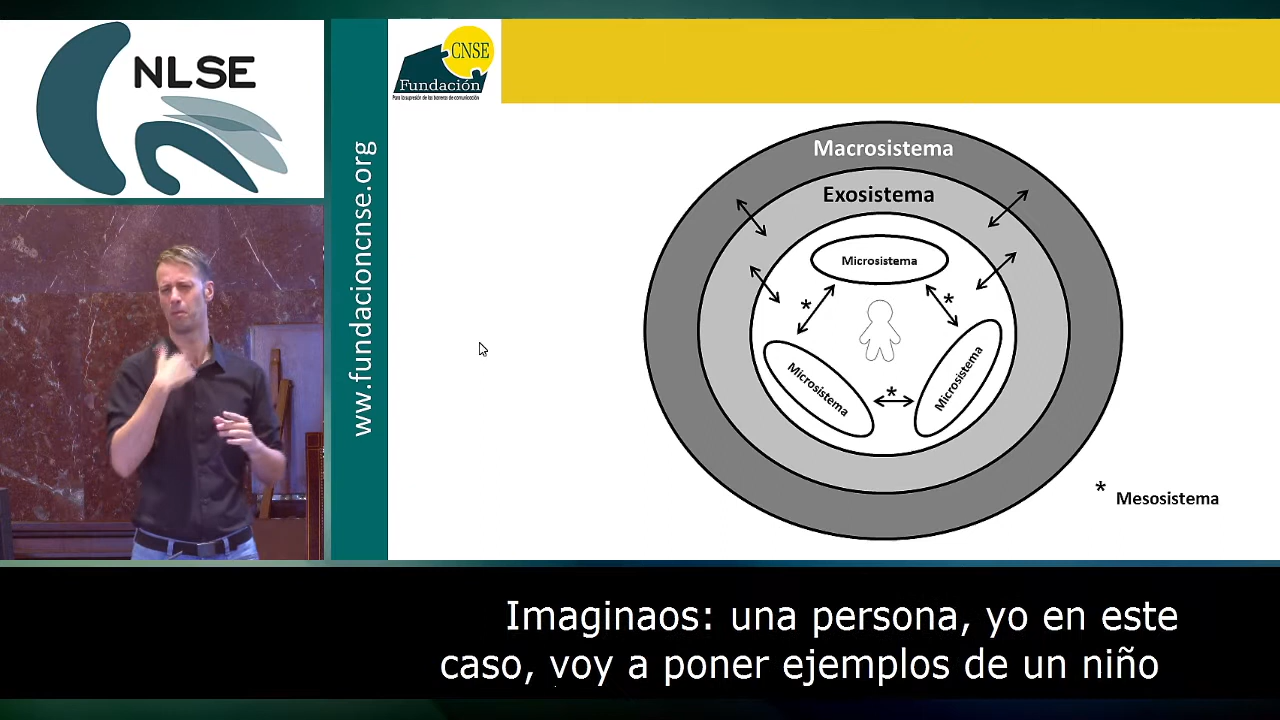 NLSE
CNSE
Fundación
Para la supresión de las barreras de comunicación
www.fundacioncnse.org
Macrosistema
Exosistema
Microsistema
*
*
Microsistema
Microsistema
*
* Mesosistema
Imaginaos: una persona, yo en este
caso, voy a poner ejemplos de un niño